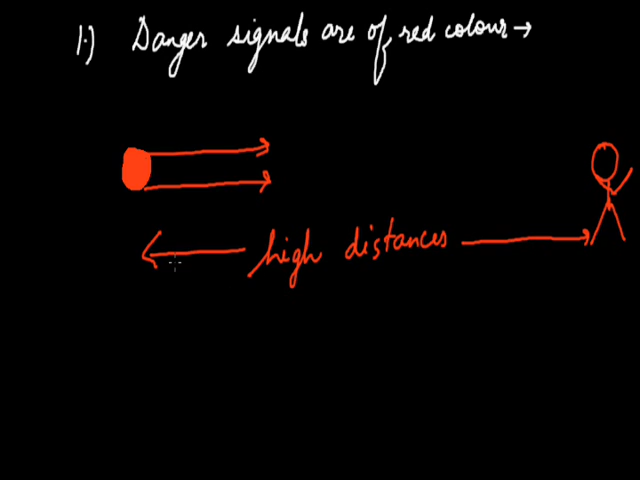 1.) Danger signals are of red colour →
high distances